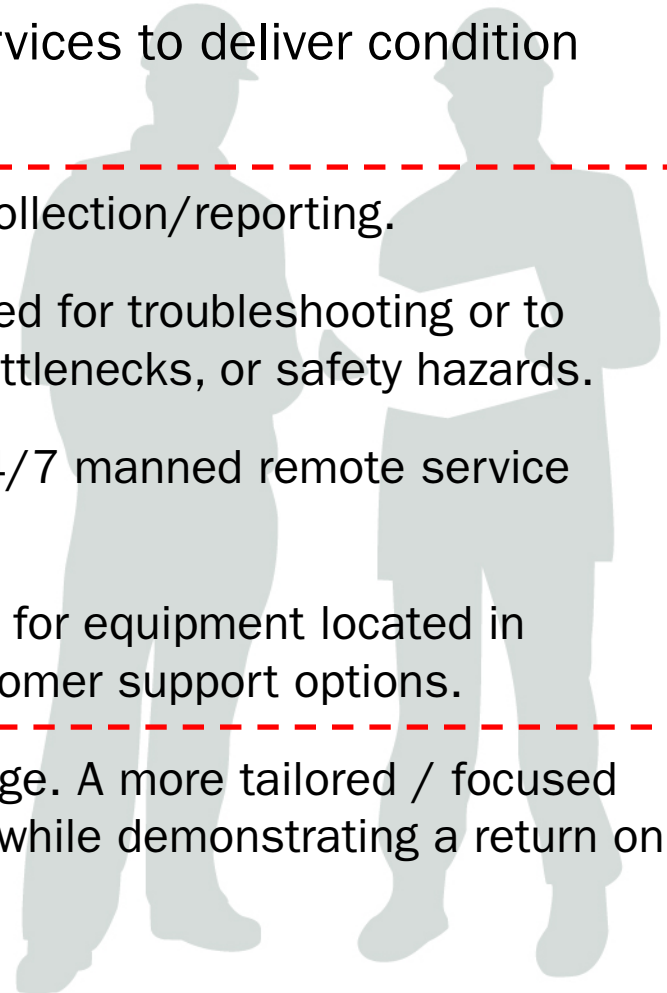 rvices to deliver condition
ollection/reporting.
ed for troubleshooting or to
ttlenecks, or safety hazards.
/7 manned remote service
for equipment located in
omer support options.
ge. A more tailored / focused
while demonstrating a return on